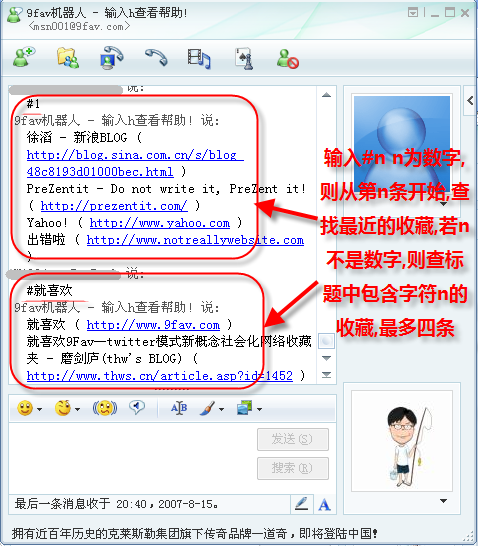 9fav机器人 - 输入h查看帮助!
<msn001@9fav.com>
说:
#1
9fav机器人 - 输入h查看帮助! 说:
徐滔 - 新浪BLOG (
http://blog.sina.com.cn/s/blog_
48c8193d01000bec.html )
PreZentit - Do not write it, PreZent it!
( http://prezentit.com/ )
Yahoo! ( http://www.yahoo.com )
出错啦 ( http://www.notreallywebsite.com
)
说:
#就喜欢
9fav机器人 - 输入h查看帮助! 说:
就喜欢 ( http://www.9fav.com )
就喜欢9Fav—twitter模式新概念社会化网络收藏
夹 - 磨剑庐(thw's BLOG) (
http://www.thws.cn/article.asp?id=1452 )
输入#n n为数字,
则从第n条开始,查
找最近的收藏,若n
不是数字,则查标
题中包含字符n的
收藏,最多四条
发送(S)
搜索(R)
最后一条消息收于 20:40,2007-8-15。
A
拥有近百年历史的克莱斯勒集团旗下传奇品牌一道奇，即将登陆中国!